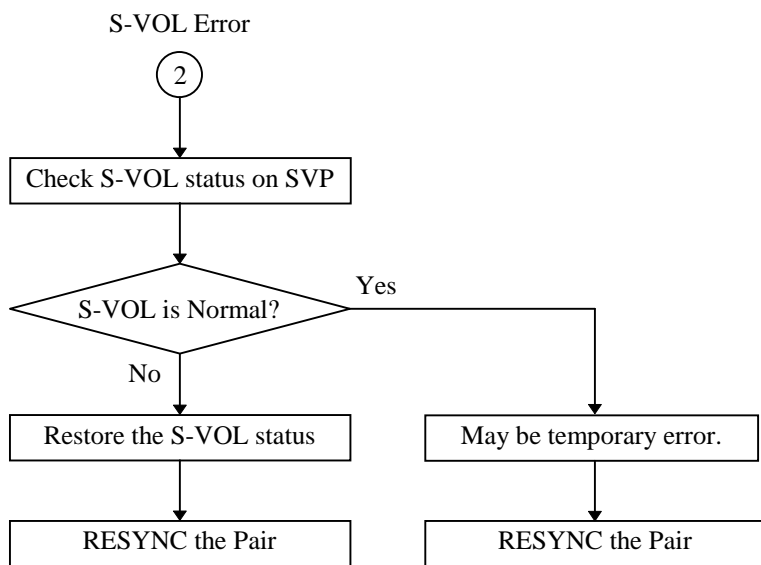 S-VOL Error
2
Check S-VOL status on SVP
S-VOL is Normal?
Yes
No
Restore the S-VOL status
May be temporary error.
RESYNC the Pair
RESYNC the Pair